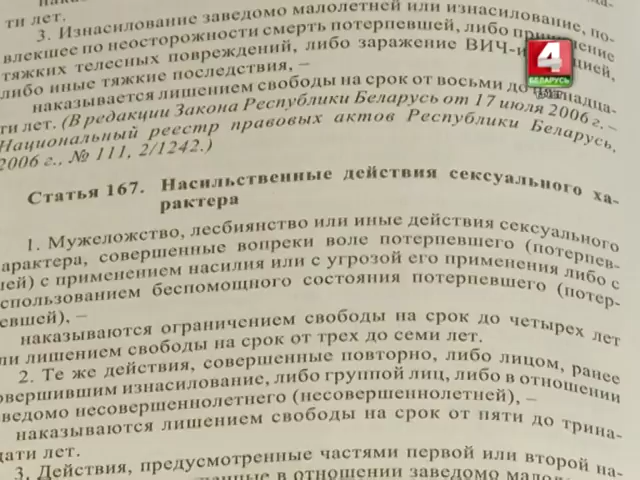 ти лет.
3. Изнасилование заведомо малолетней или изнасилование, по-
влекшее по неосторожности смерть потерпевшей, либо причинение
тяжких телесных повреждений, либо заражение ВИЧ-и
цией,
либо иные тяжкие последствия, –
наказывается лишением свободы на срок от восьми до
надца-
ти лет. (В редакции Закона Республики Беларусь от 17 июля 2006 г. –
Национальный реестр правовых актов Республики Беларусь,
2006 г., № 111, 2/1242.)
4
БЕЛАРУСЬ
Статья 167. Насильственные действия сексуального ха-
рактера
1. Мужеложство, лесбиянство или иные действия сексуального
характера, совершенные вопреки воле потерпевшего (потерпев-
шей) с применением насилия или с угрозой его применения либо с
использованием беспомощного состояния потерпевшего (потер-
певшей), –
наказываются ограничением свободы на срок до четырех лет
или лишением свободы на срок от трех до семи лет.
2. Те же действия, совершенные повторно, либо лицом, ранее
совершившим изнасилование, либо группой лиц, либо в отношении
заведомо несовершеннолетнего (несовершеннолетней), –
наказываются лишением свободы на срок от пяти до трина-
дцати лет.
3. Действия, предусмотренные частями первой или второй на-
в отношении заведомо